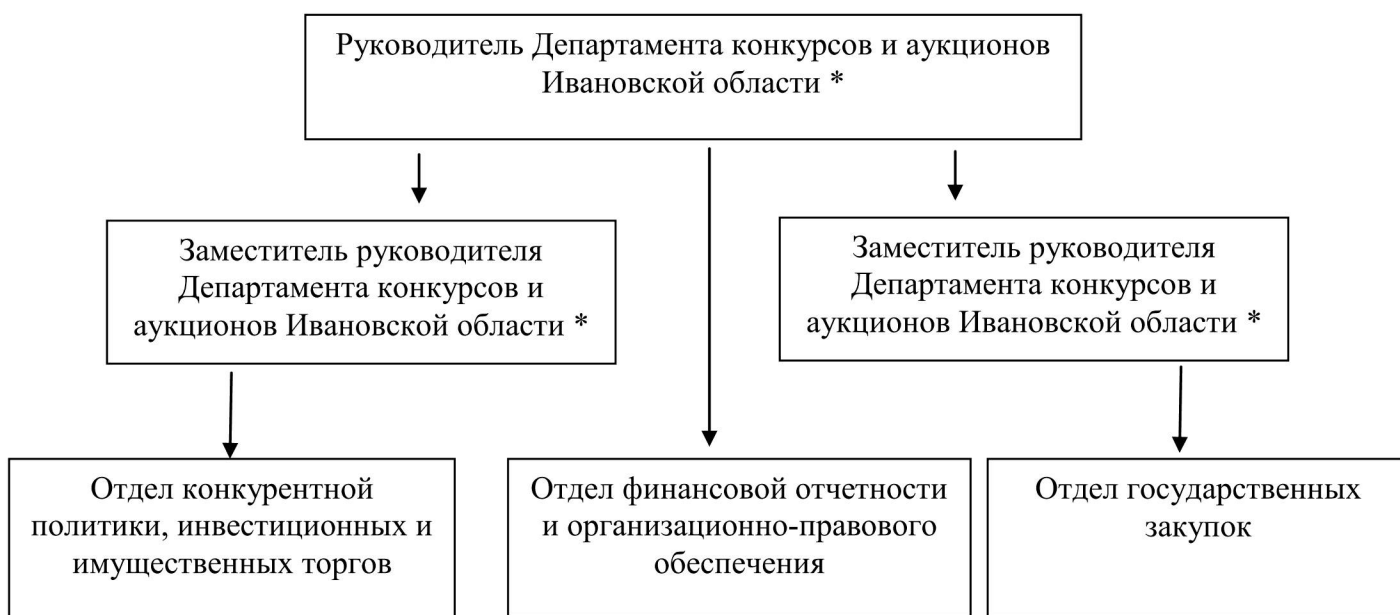 Руководитель Департамента конкурсов и аукционов
Ивановской области *
Заместитель руководителя
Департамента конкурсов и
аукционов Ивановской области *
Заместитель руководителя
Департамента конкурсов и
аукционов Ивановской области *
Отдел конкурентной
политики, инвестиционных и
имущественных торгов
Отдел финансовой отчетности
и организационно-правового
обеспечения
Отдел государственных
закупок